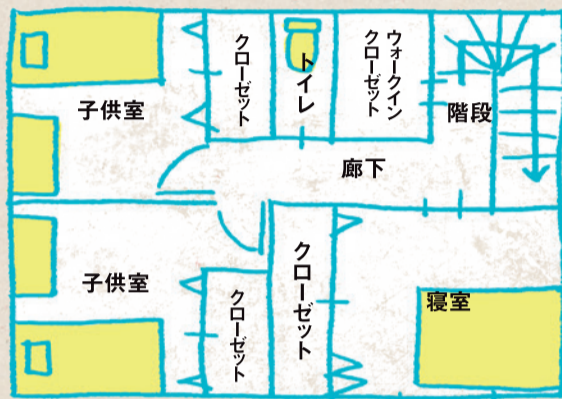 子供室
クローゼット
トイレ
ウォークイン
クローゼット
階段
廊下
子供室
クローゼット
クローゼット
寝室